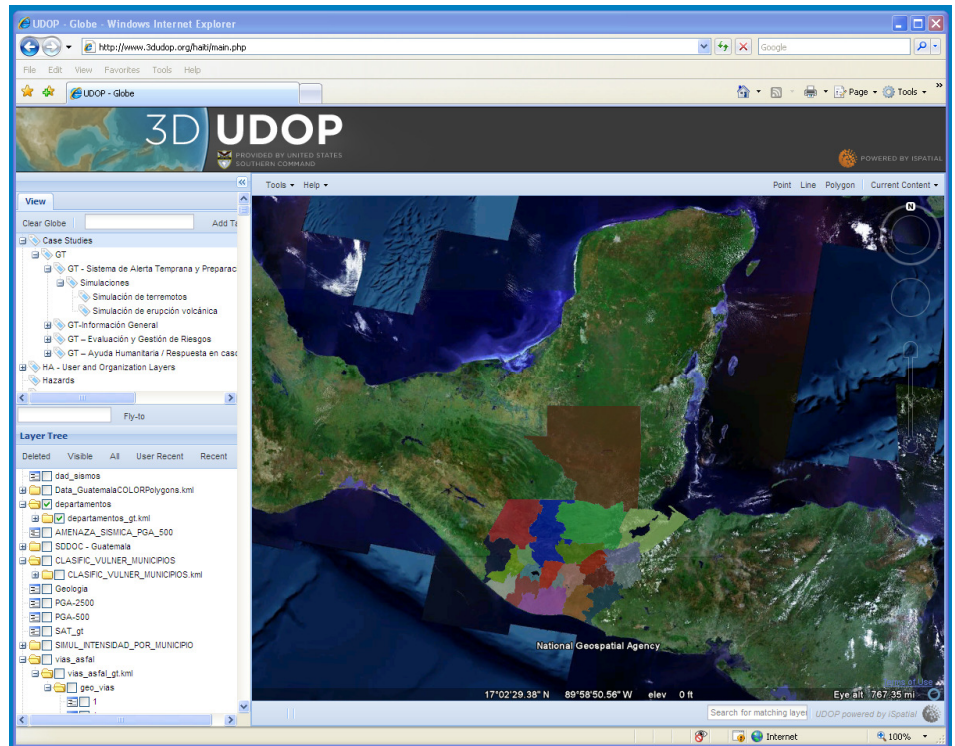 UDOP - Globe - Windows Internet Explorer
http://www.3dudop.org/haiti/main.php
Google
File Edit View Favorites Tools Help
UDOP - Globe
Page Tools
3D UDOP
PROVIDED BY UNITED STATES
SOUTHERN COMMAND
POWERED BY ISPATIAL
Tools Help
Point Line Polygon Current Content
View
Clear Globe Add Ta
Case Studies
GT
GT - Sistema de Alerta Temprana y Preparac
Simulaciones
Simulación de terremotos
Simulación de erupción volcánica
GT-Información General
GT – Evaluación y Gestión de Riesgos
GT – Ayuda Humanitaria / Respuesta en caso
HA - User and Organization Layers
Hazards
Fly-to
Layer Tree
Deleted Visible All User Recent Recent
dad_sismos
Data_GuatemalaCOLORPolygons.kml
departamentos
departamentos_gt.kml
AMENAZA_SISMICA_PGA_500
SDDOC - Guatemala
CLASIFIC_VULNER_MUNICIPIOS
CLASIFIC_VULNER_MUNICIPIOS.kml
Geologia
PGA-2500
PGA-500
SAT_gt
SIMUL_INTENSIDAD_POR_MUNICIPIO
vias_asfal
vias_asfal_gt.kml
geo_vias
1
N
National Geospatial Agency
Terms of Use
17°02'29.38" N 89°58'50.56" W elev 0 ft
Eye alt 767.35 mi
Search for matching layer
UDOP powered by iSpatial
Internet
100%